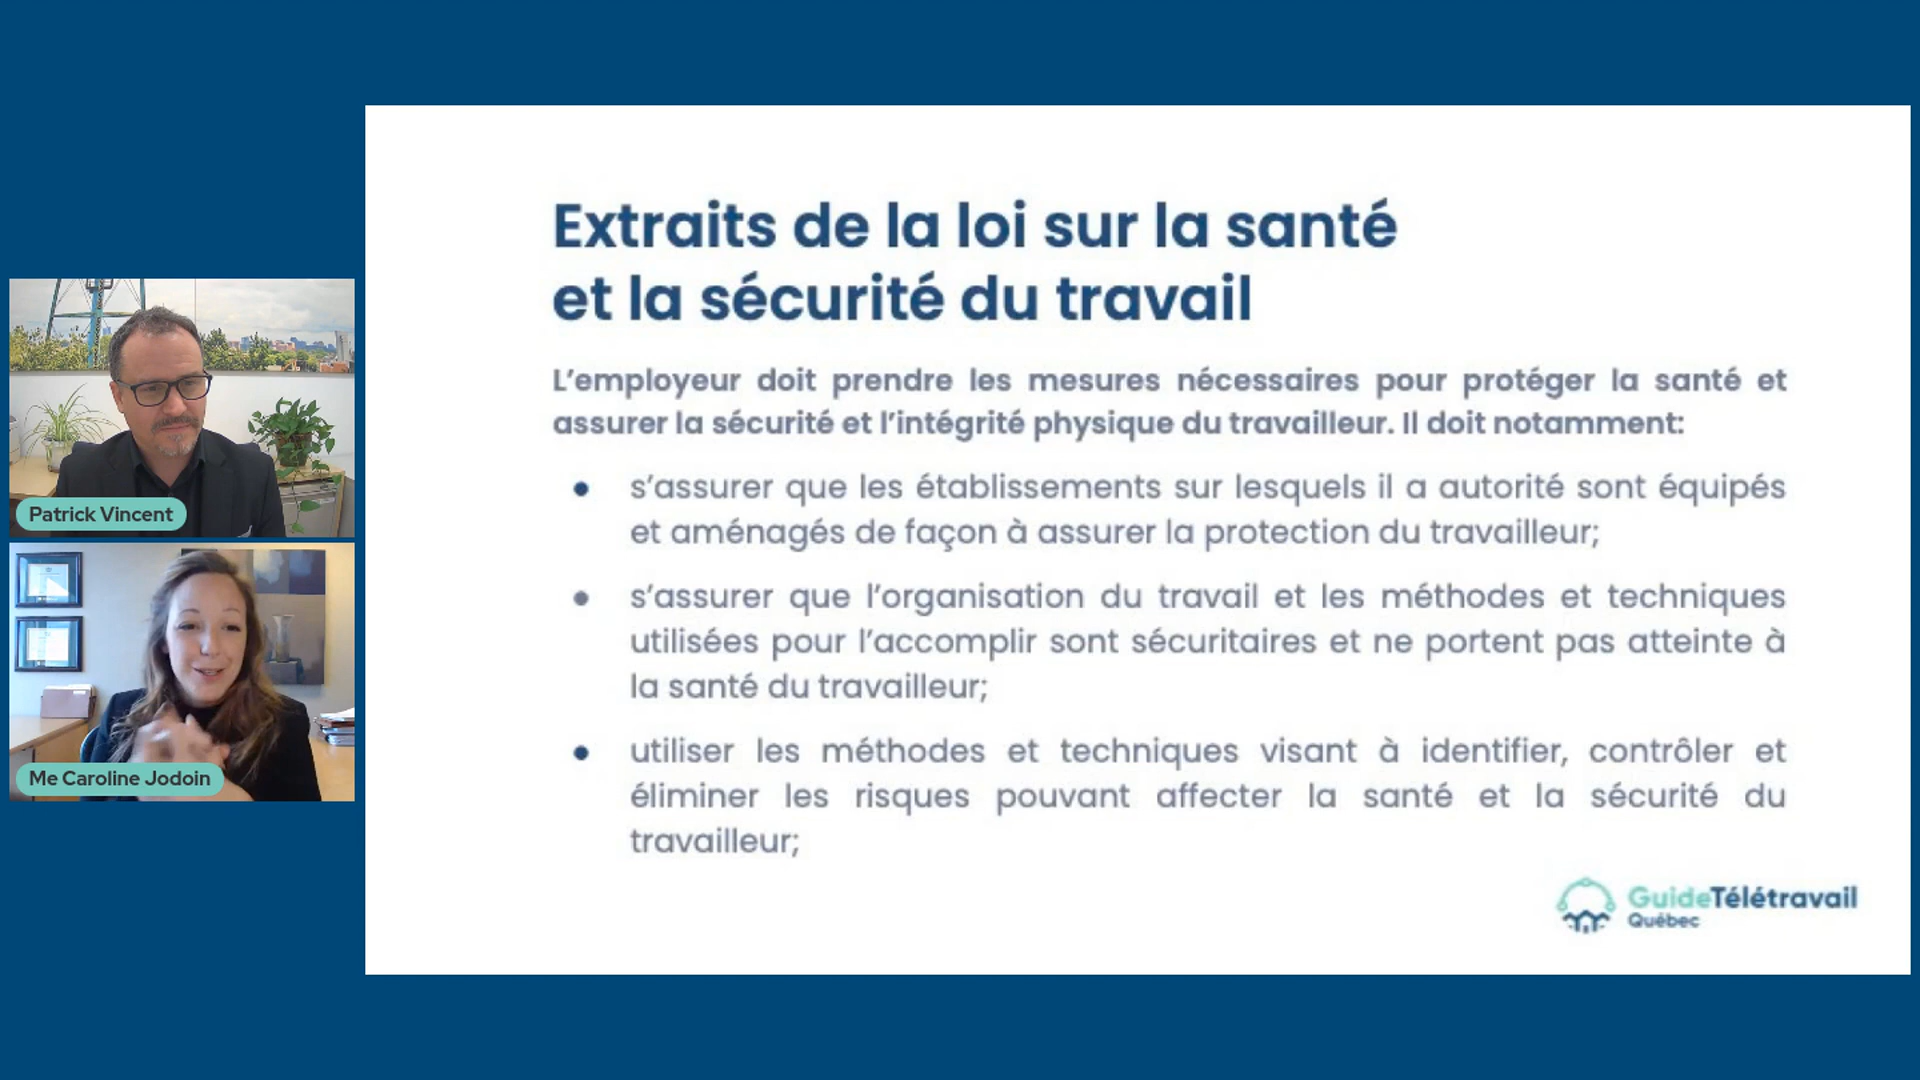 Extraits de la loi sur la santé
et la sécurité du travail
L’employeur doit prendre les mesures nécessaires pour protéger la santé et
assurer la sécurité et l’intégrité physique du travailleur. Il doit notamment:
s’assurer que les établissements sur lesquels il a autorité sont équipés
et aménagés de façon à assurer la protection du travailleur;
s’assurer que l’organisation du travail et les méthodes et techniques
utilisées pour l’accomplir sont sécuritaires et ne portent pas atteinte à
la santé du travailleur;
utiliser les méthodes et techniques visant à identifier, contrôler et
éliminer les risques pouvant affecter la santé et la sécurité du
travailleur;
GuideTélétravail
Québec
Patrick Vincent
Me Caroline Jodoin